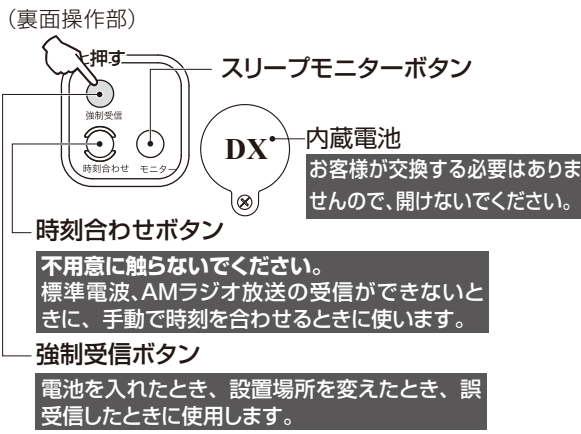 （裏面操作部）
押す
スリープモニターボタン
強制受信
時刻合わせ
モニター
DX
内蔵電池
お客様が交換する必要はありま
せんので、開けないでください。
時刻合わせボタン
不用意に触らないでください。
標準電波、AMラジオ放送の受信ができないと
きに、手動で時刻を合わせるときに使います。
強制受信ボタン
電池を入れたとき、設置場所を変えたとき、誤
受信したときに使用します。